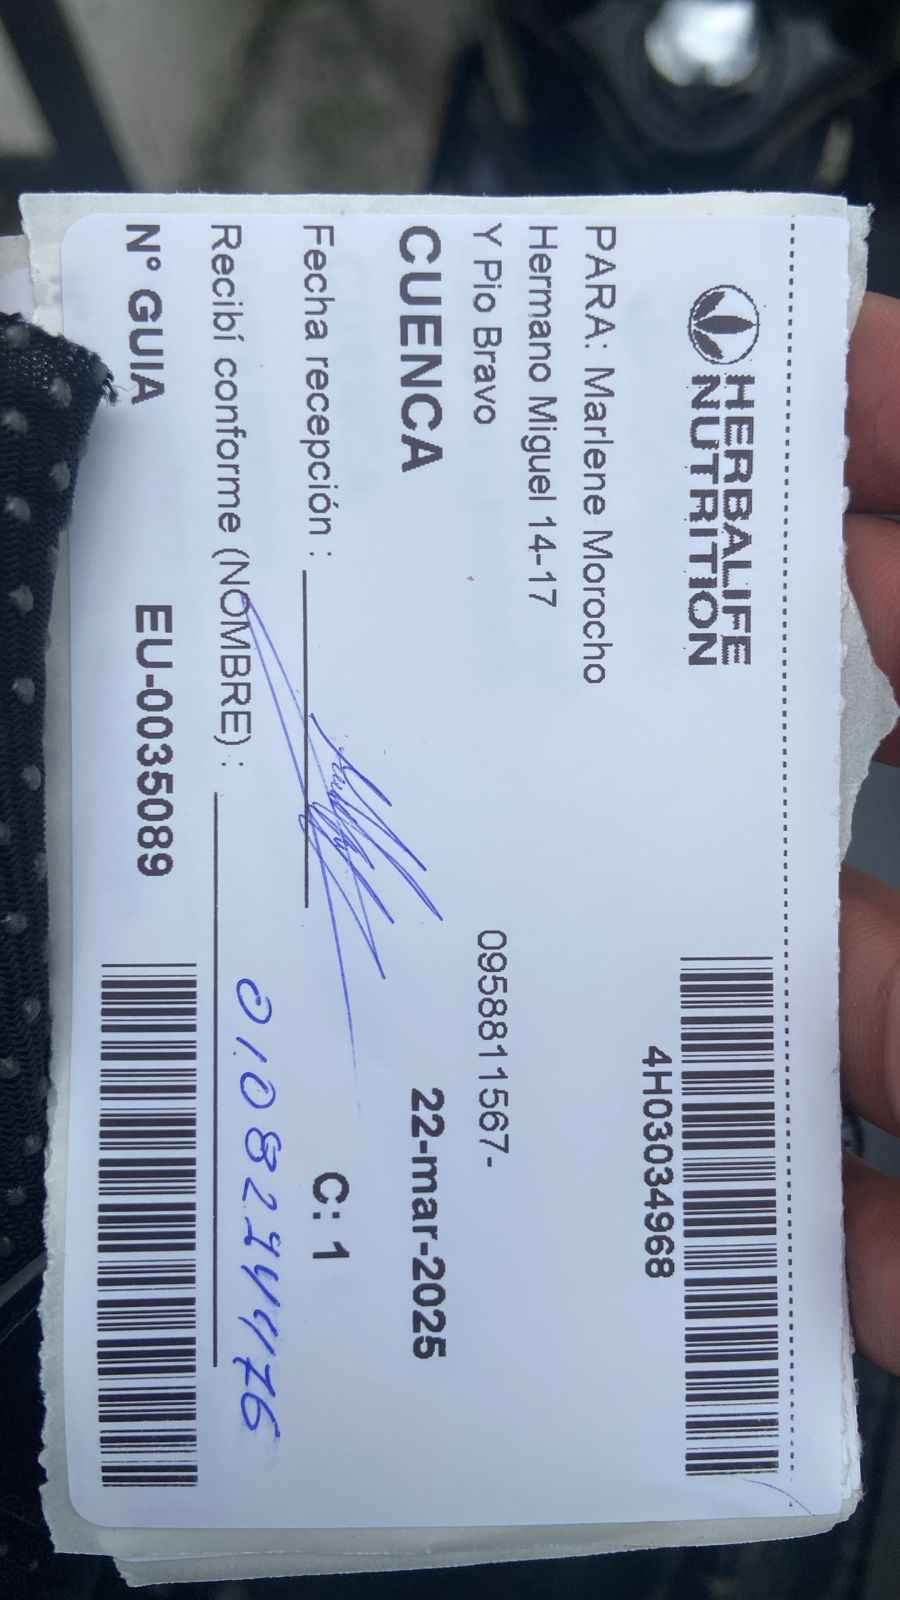 HERBALIFE
NUTRITION
4H03034968
PARA: Marlene Morocho
Hermano Miguel 14-17
Y Pio Bravo
0958811567-
CUENCA
22-mar-2025
Fecha recepción :
C: 1
Recibí conforme (NOMBRE) :
N° GUIA
EU-0035089